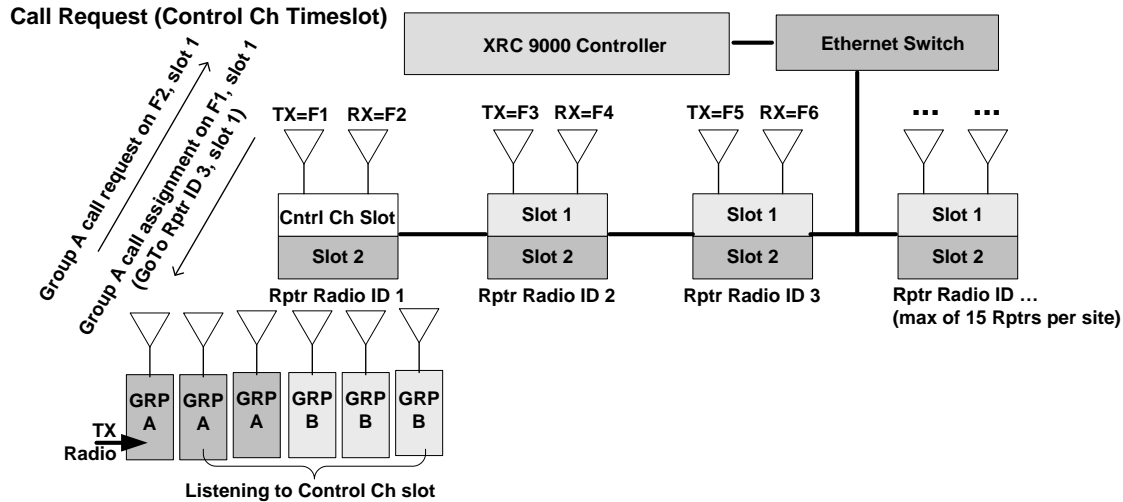 Call Request (Control Ch Timeslot)
XRC 9000 Controller
Ethernet Switch
Group A call request on F2, slot 1
Group A call assignment on F1, slot 1
(GoTo Rptr ID 3, slot 1)
TX=F1 RX=F2
TX=F3 RX=F4
TX=F5 RX=F6
... ...
Cntrl Ch Slot
Slot 2
Rptr Radio ID 1
Slot 1
Slot 2
Rptr Radio ID 2
Slot 1
Slot 2
Rptr Radio ID 3
Slot 1
Slot 2
Rptr Radio ID ...
(max of 15 Rptrs per site)
TX
Radio
GRP
A
GRP
A
GRP
A
GRP
B
GRP
B
GRP
B
Listening to Control Ch slot